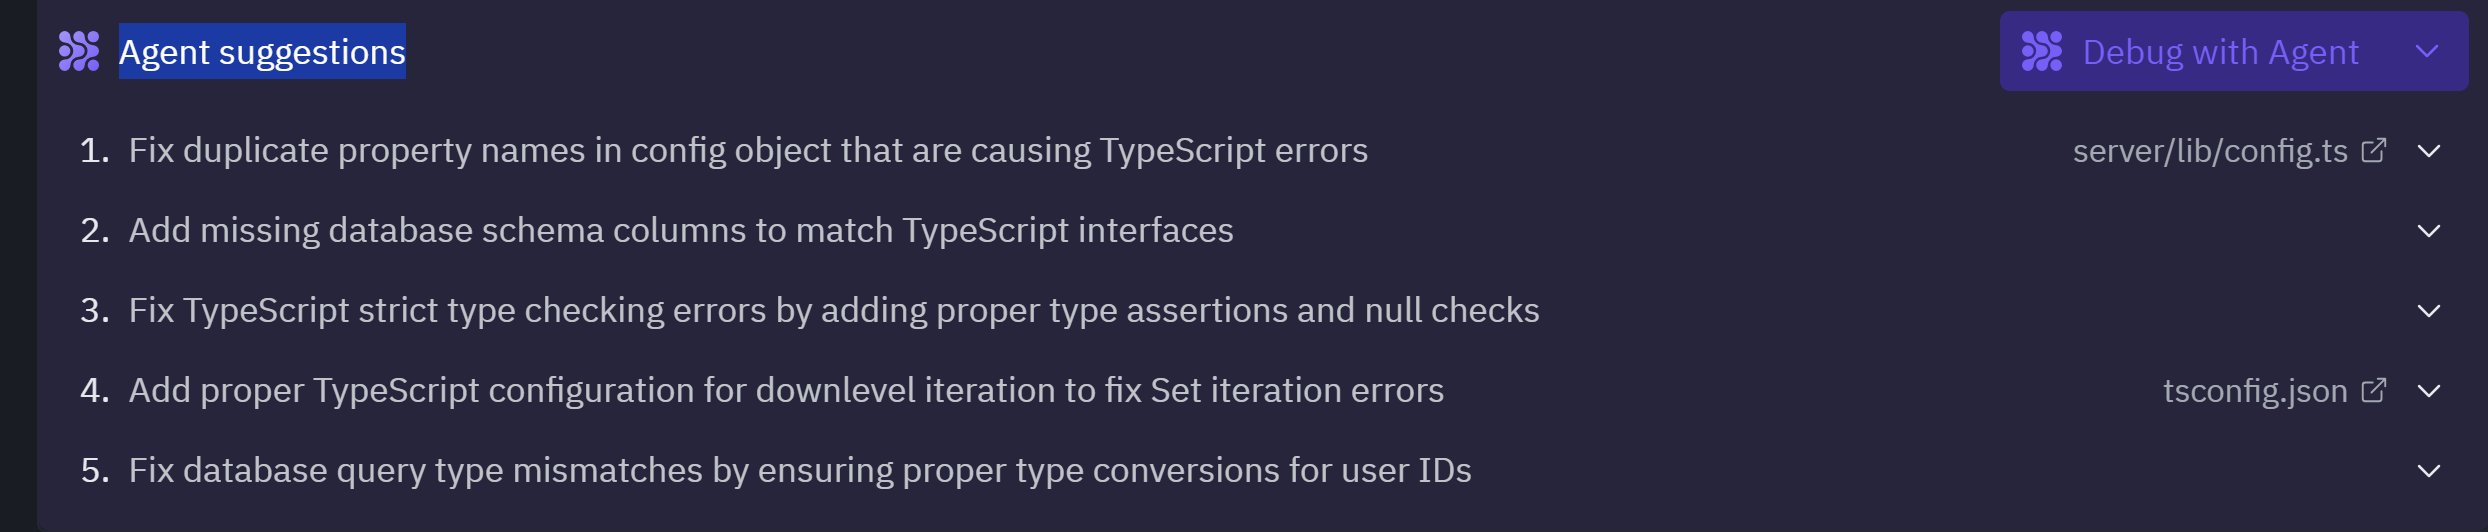 Agent suggestions
Debug with Agent
1. Fix duplicate property names in config object that are causing TypeScript errors server/lib/config.ts
2. Add missing database schema columns to match TypeScript interfaces
3. Fix TypeScript strict type checking errors by adding proper type assertions and null checks
4. Add proper TypeScript configuration for downlevel iteration to fix Set iteration errors tsconfig.json
5. Fix database query type mismatches by ensuring proper type conversions for user IDs